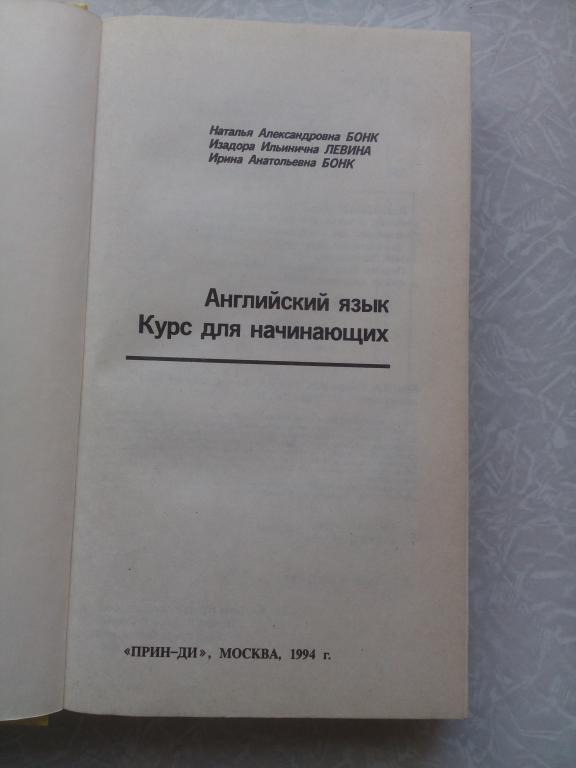 Наталья Александровна БОНК
Изадора Ильинична ЛЕВИНА
Ирина Анатольевна БОНК
Английский язык
Курс для начинающих
«ПРИН-ДИ», МОСКВА, 1994 г.